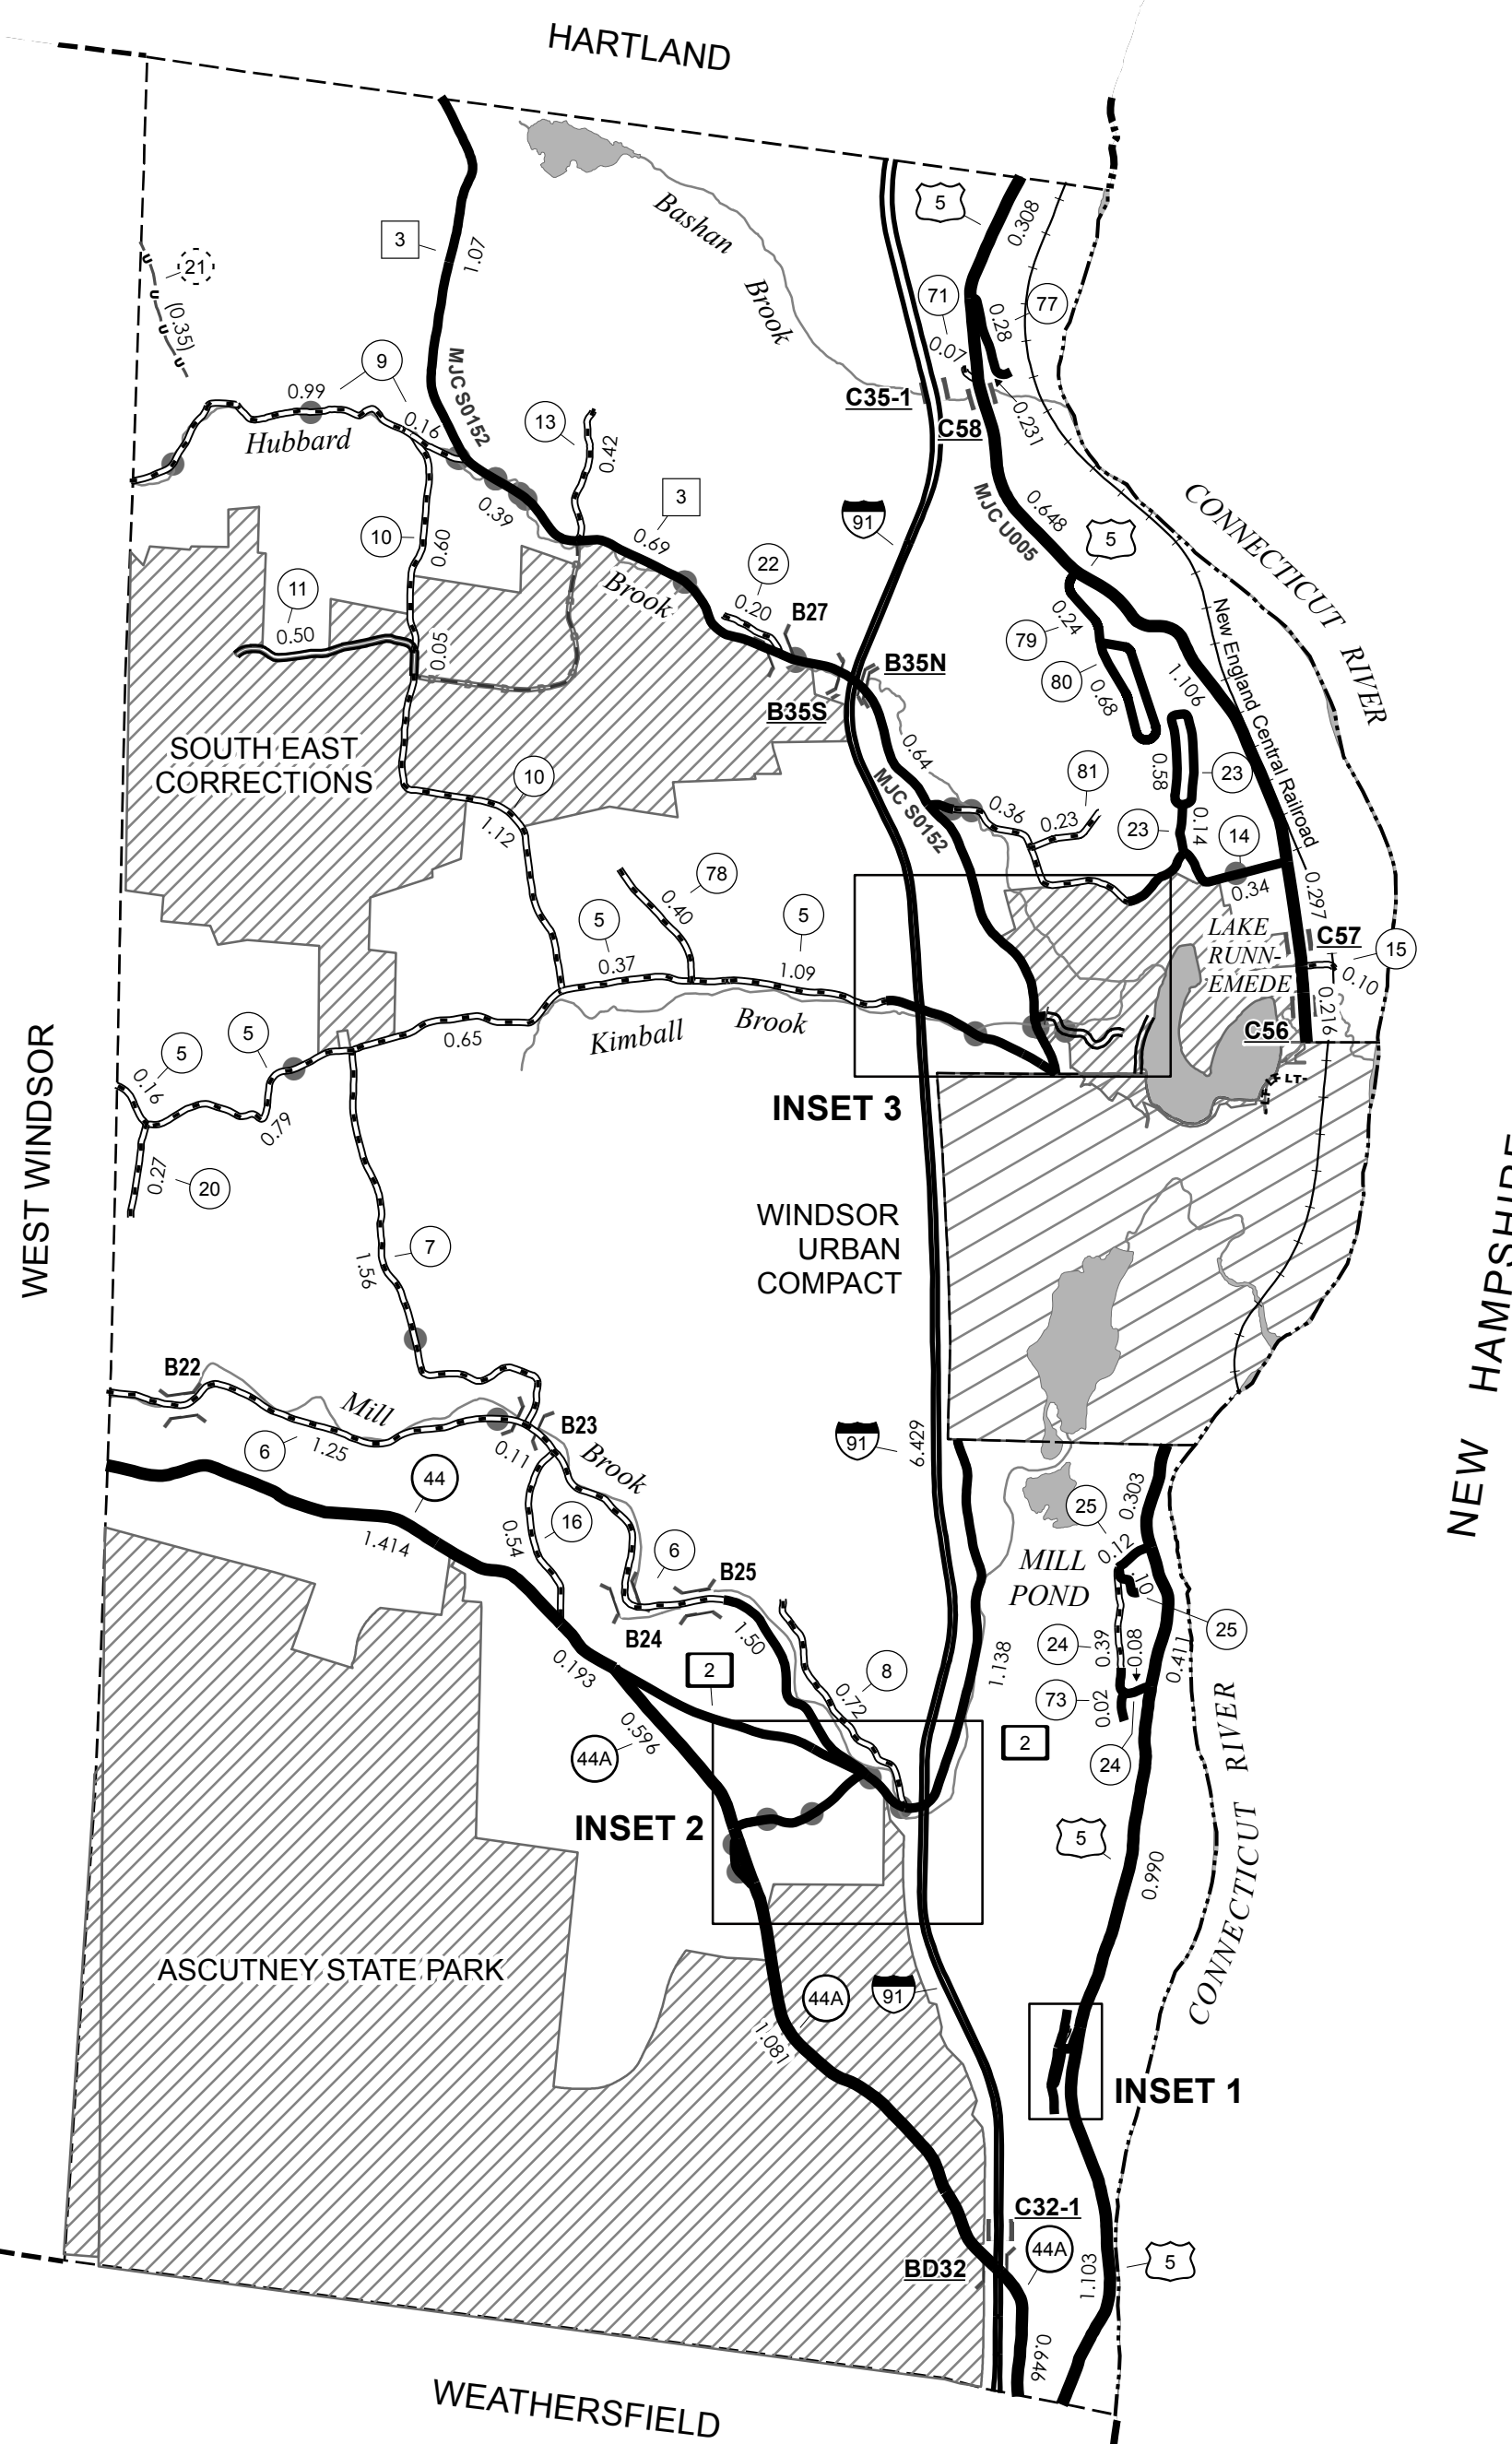 HARTLAND
5
0.308
3
1.07
Bashan
Brook
21
(0.35)
71
77
0.28
0.07
9
0.99
0.16
MJC S0152
Hubbard
13
0.42
C35-1
C58
0.231
0.39
3
0.69
91
MJC U005
0.648
5
CONNECTICUT RIVER
10
0.60
11
0.50
0.05
Brook
22
0.20
B27
B35N
B35S
79
0.24
80
0.68
1.106
New England Central Railroad
SOUTH EAST
CORRECTIONS
10
1.12
0.64
MJC S0152
0.36
81
0.23
0.58
23
23
0.14
14
0.34
0.297
78
0.40
5
0.37
5
1.09
LAKE
RUNN-
EMEDE
C57
15
0.10
0.216
C56
LT
LT-
Kimball
Brook
0.65
5
5
0.16
0.79
0.27
20
INSET 3
WEST WINDSOR
WINDSOR
URBAN
COMPACT
NEW HAMPSHIRE
7
1.56
B22
Mill
B23
Brook
6
1.25
0.11
44
1.414
16
0.54
6
B25
B24
1.50
91
6.429
25
0.303
0.12
.10
MILL
POND
25
24
0.39
0.08
0.411
73
0.02
24
1.138
0.193
2
8
0.72
2
0.596
44A
INSET 2
5
0.990
CONNECTICUT RIVER
ASCUTNEY STATE PARK
44A
91
1.081
INSET 1
C32-1
44A
BD32
5
1.103
0.646
WEATHERSFIELD